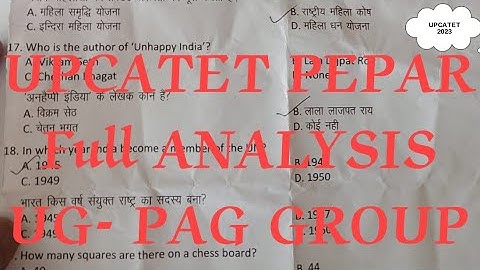 A. महिला समृद्धि योजना
B. राष्ट्रीय महिला कोष
C. इन्दिरा महिला योजना
D. महिला धन योजना
UPCATET
2023
17. Who is the author of 'Unhappy India'?
UPCATET PEPAR
C. Chetan Bhagat
D. None
'अनहैप्पी इंडिया' के लेखक कौन हैं?
A. विक्रम सेठ
B. लाला लाजपत राय
C. चेतन भगत
D. कोई नही
Full ANALYSIS
18. In which year India become a member of the UN?
A. 1945
C. 1949
D. 1950
भारत किस वर्ष संयुक्त राष्ट्र का सदस्य बना?
UG- PAG GROUP
How many squares are there on a chess board?
B. 44